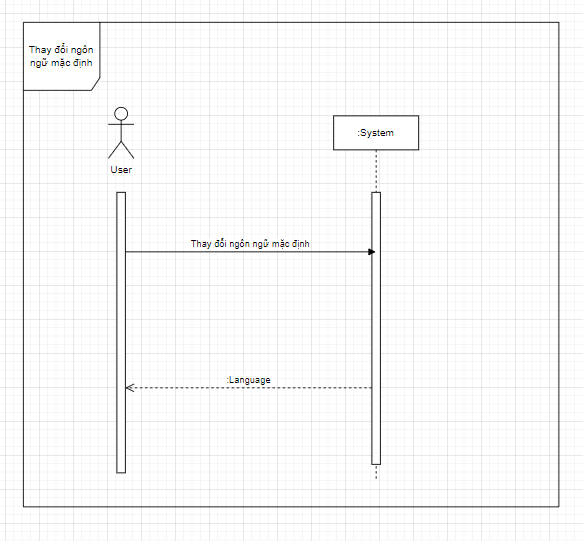 Thay đổi ngôn
ngữ mặc định
:System
User
Thay đổi ngôn ngữ mặc định
:Language